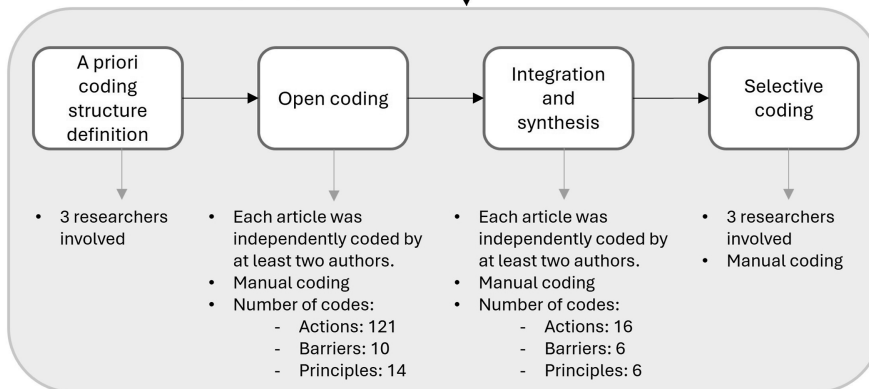 A priori
coding
structure
definition
Open coding
Integration
and
synthesis
Selective
coding
• 3 researchers
involved
• Each article was
independently coded by
at least two authors.
• Manual coding
• Number of codes:
- Actions: 121
- Barriers: 10
- Principles: 14
• Each article was
independently coded by
at least two authors.
• Manual coding
• Number of codes:
- Actions: 16
- Barriers: 6
- Principles: 6
• 3 researchers
involved
• Manual coding